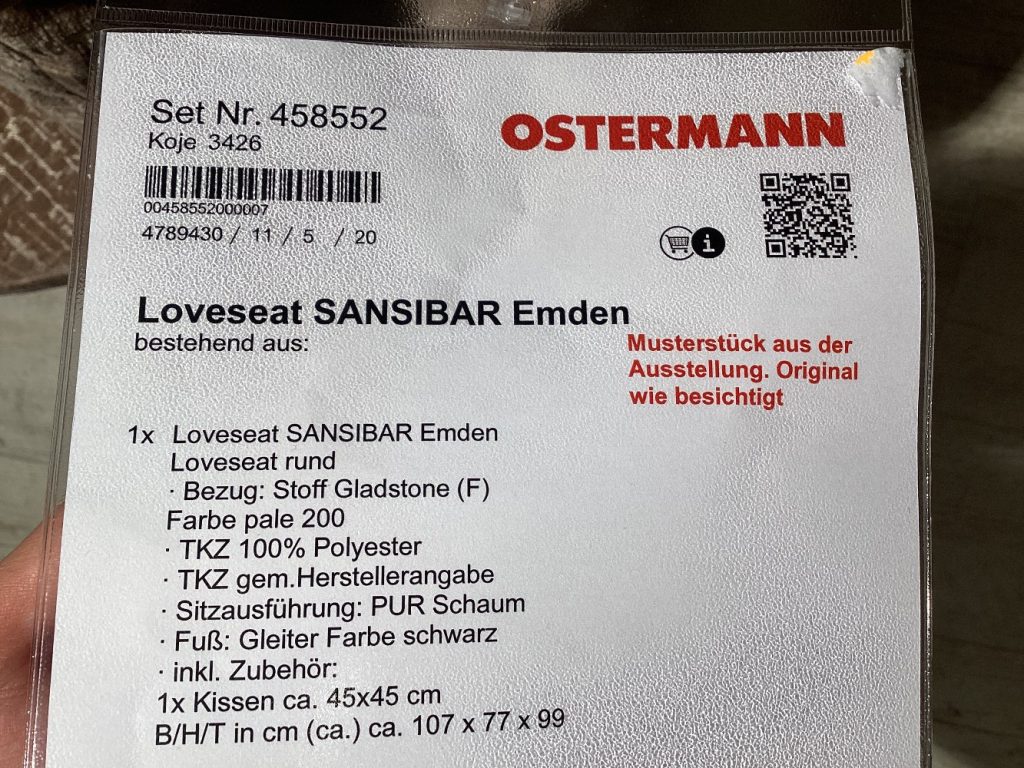 Set Nr. 458552
Koje 3426
OSTERMANN
00458552000007
4789430 / 11 / 5 / 20
i
Loveseat SANSIBAR Emden
bestehend aus:
Musterstück aus der
Ausstellung. Original
wie besichtigt
1x Loveseat SANSIBAR Emden
Loveseat rund
· Bezug: Stoff Gladstone (F)
Farbe pale 200
· TKZ 100% Polyester
· TKZ gem.Herstellerangabe
· Sitzausführung: PUR Schaum
· Fuß: Gleiter Farbe schwarz
· inkl. Zubehör:
1x Kissen ca. 45x45 cm
B/H/T in cm (ca.) ca. 107 x 77 x 99